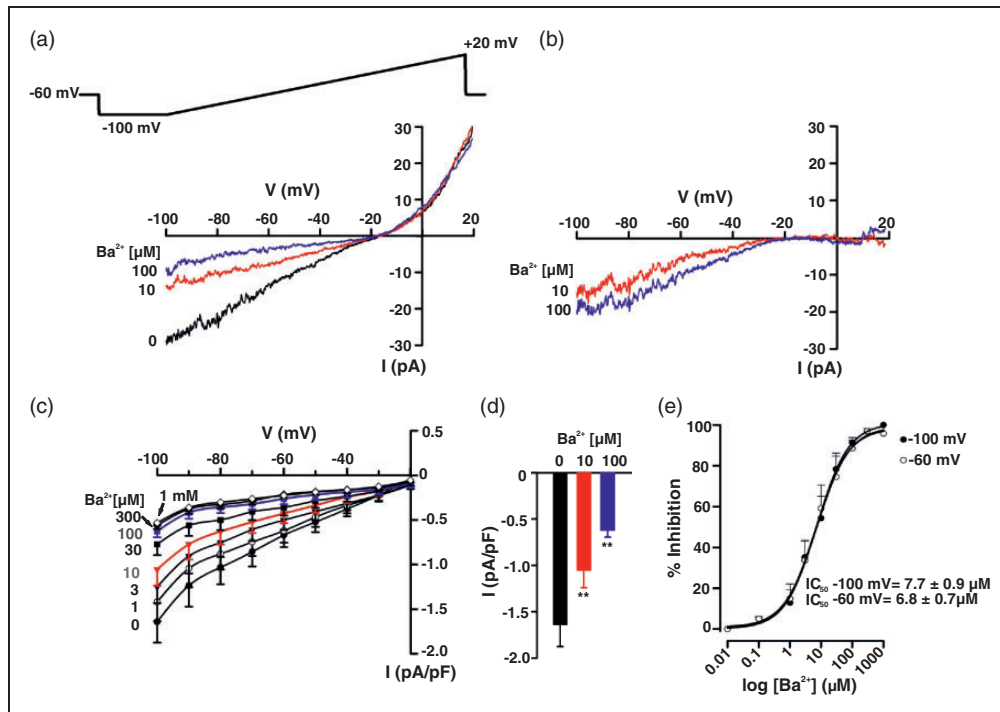 (a)
+20 mV
-60 mV
-100 mV
30
20
10
V (mV)
-100 -80 -60 -40 -20 20
Ba²⁺ [µM]
100
10
0
-10
-20
-30
I (pA)
(b)
30
20
10
V (mV)
-100 -80 -60 -40 -20 20
Ba²⁺ [µM]
10
100
-10
-20
-30
I (pA)
(c)
V (mV)
-100 -80 -60 -40 -20
0.5
0
-0.5
-1.0
-1.5
-2.0
I (pA/pF)
Ba²⁺[µM]
1 mM
300
100
30
10
3
1
0
(d)
Ba²⁺ [µM]
0 10 100
0
-0.5
-1.0
-1.5
-2.0
I (pA/pF)
**
**
(e)
100
80
60
40
20
0
% Inhibition
-100 mV
-60 mV
IC₅₀ -100 mV= 7.7 ± 0.9 µM
IC₅₀ -60 mV= 6.8 ± 0.7µM
0.01 0.1 1 10 100 1000
log [Ba²⁺] (µM)